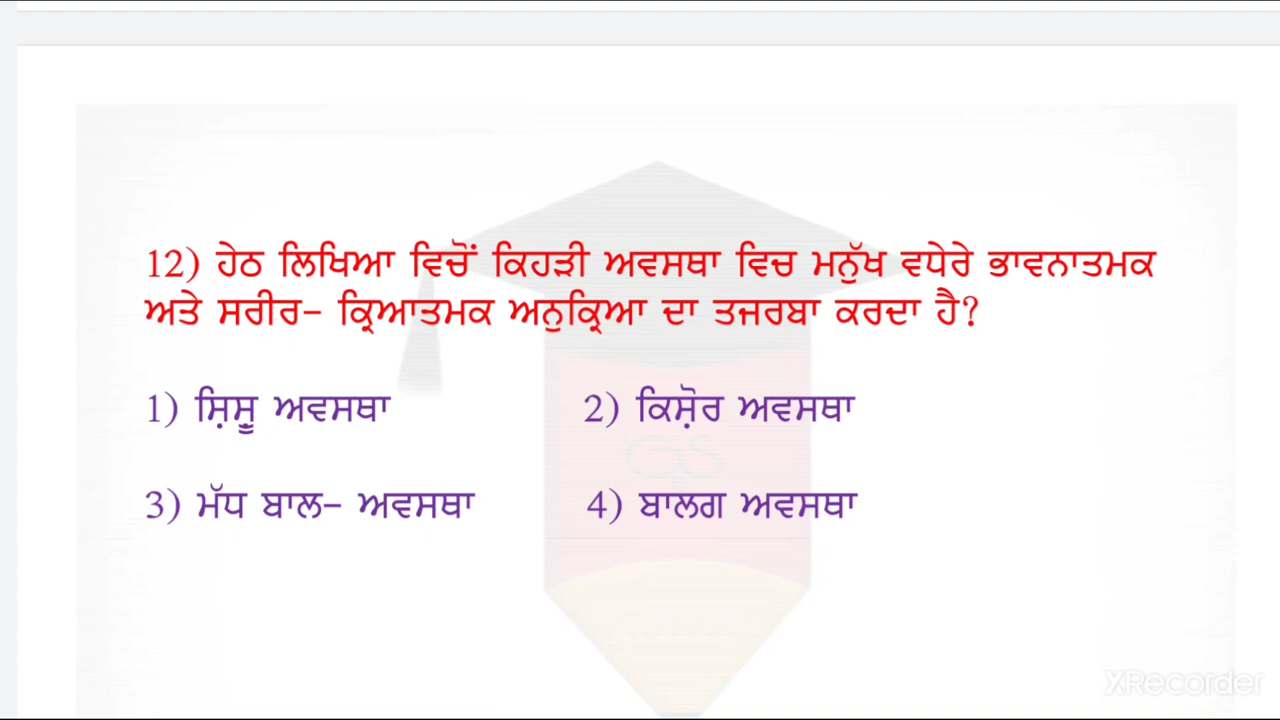 12) ਹੇਠ ਲਿਖਿਆ ਵਿਚੋਂ ਕਿਹੜੀ ਅਵਸਥਾ ਵਿਚ ਮਨੁੱਖ ਵਧੇਰੇ ਭਾਵਨਾਤਮਕ
ਅਤੇ ਸਰੀਰ- ਕ੍ਰਿਆਤਮਕ ਅਨੁਕ੍ਰਿਆ ਦਾ ਤਜਰਬਾ ਕਰਦਾ ਹੈ?
1) ਸ਼ਿਸ਼ੂ ਅਵਸਥਾ 2) ਕਿਸ਼ੋਰ ਅਵਸਥਾ
GS
3) ਮੱਧ ਬਾਲ- ਅਵਸਥਾ 4) ਬਾਲਗ ਅਵਸਥਾ
XRecorder